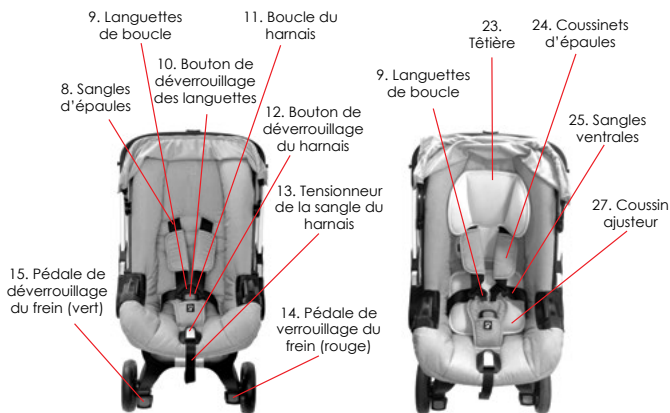 9. Languettes
de boucle
11. Boucle du
harnais
10. Bouton de
déverrouillage
des languettes
8. Sangles
d'épaules
12. Bouton de
déverrouillage
du harnais
13. Tensionneur
de la sangle du
harnais
15. Pédale de
déverrouillage
du frein (vert)
14. Pédale de
verrouillage du
frein (rouge)
23.
Têtière
24. Coussinets
d'épaules
9. Languettes
de boucle
25. Sangles
ventrales
27. Coussin
ajusteur